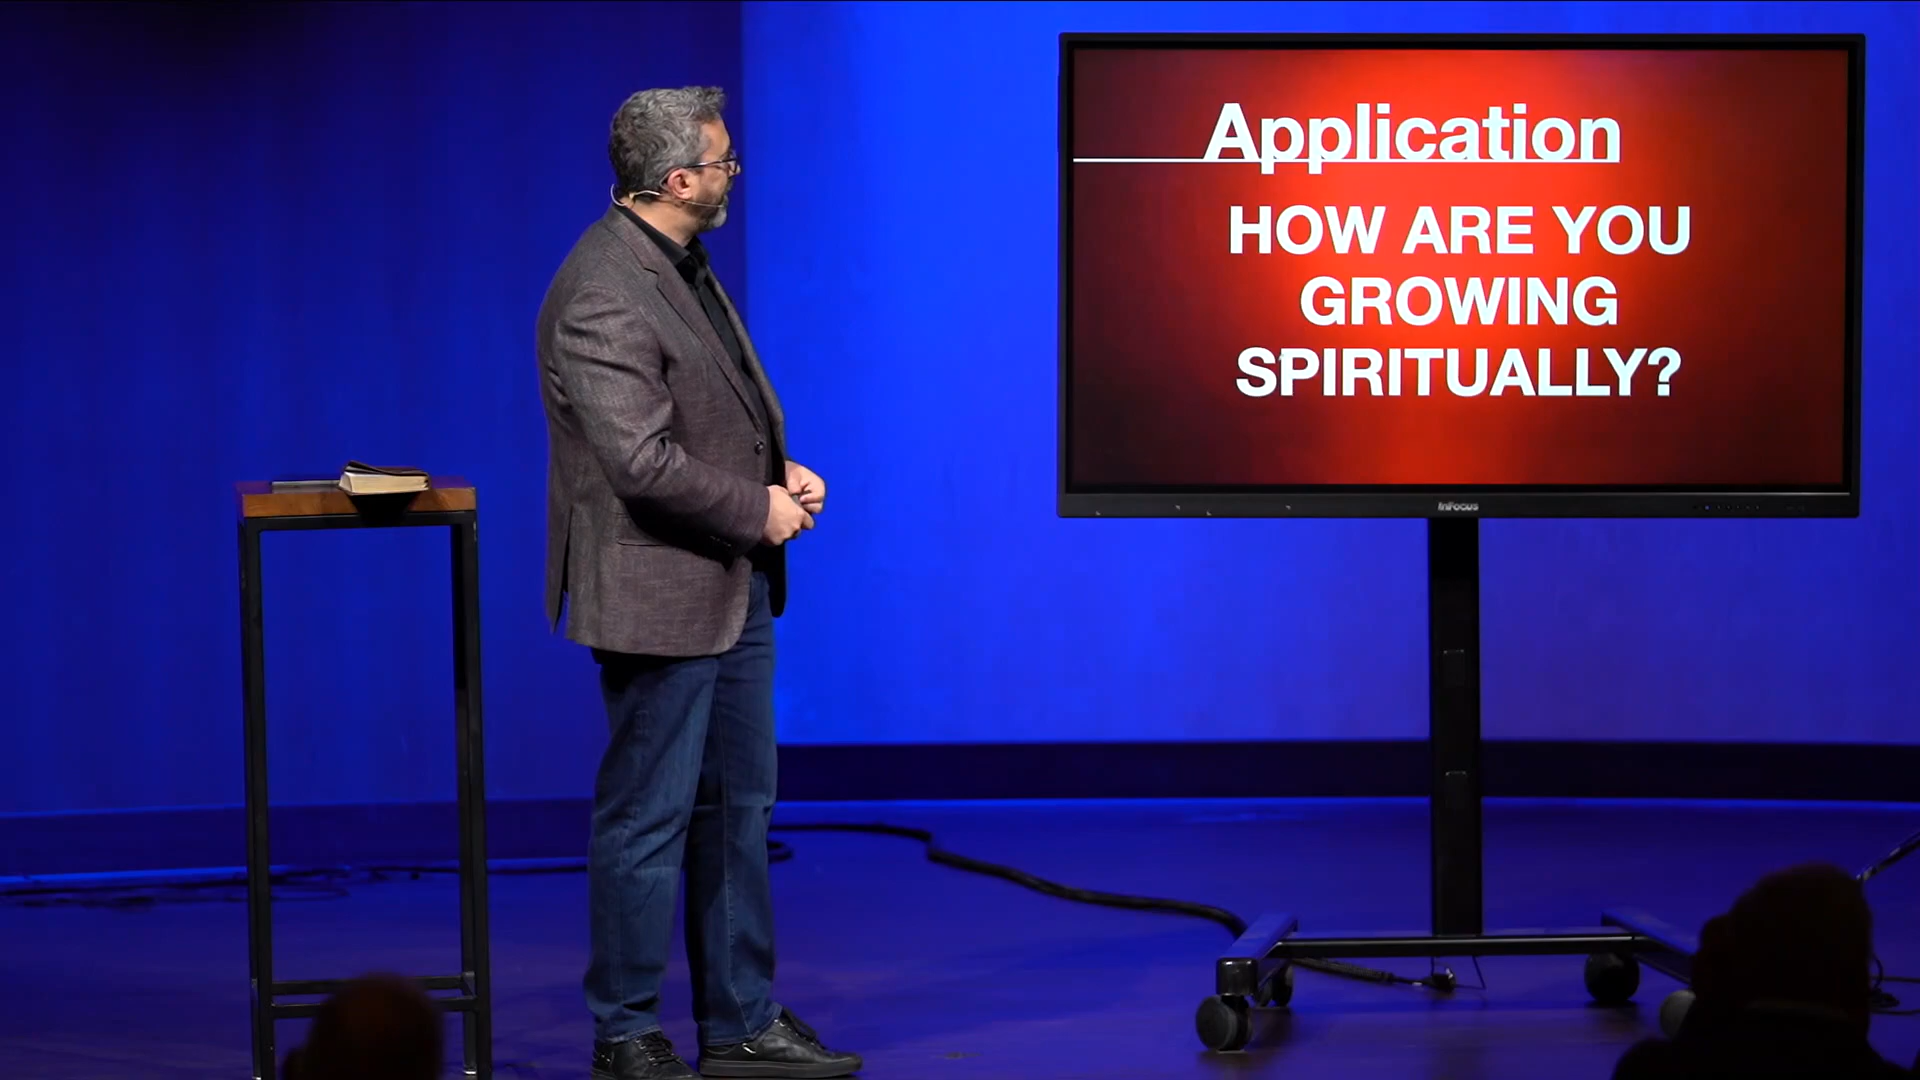 Application
HOW ARE YOU
GROWING
SPIRITUALLY?
InFocus